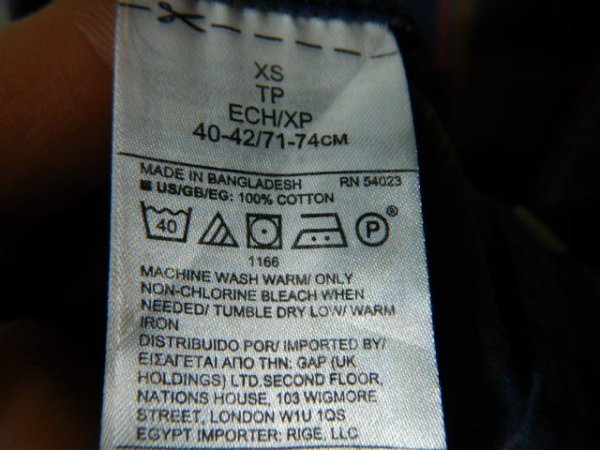 XS
TP
ECH/XP
40-42/71-74CM
MADE IN BANGLADESH RN 54023
US/GB/EG: 100% COTTON
40 P ®
1166
MACHINE WASH WARM/ ONLY
NON-CHLORINE BLEACH WHEN
NEEDED/ TUMBLE DRY LOW/ WARM
IRON
DISTRIBUIDO POR/ IMPORTED BY/
ΕΙΣΑΓΕΤΑΙ ΑΠΟ ΤΗΝ: GAP (UK
HOLDINGS) LTD,SECOND FLOOR,
NATIONS HOUSE, 103 WIGMORE
STREET, LONDON W1U 1QS
EGYPT IMPORTER: RIGE, LLC